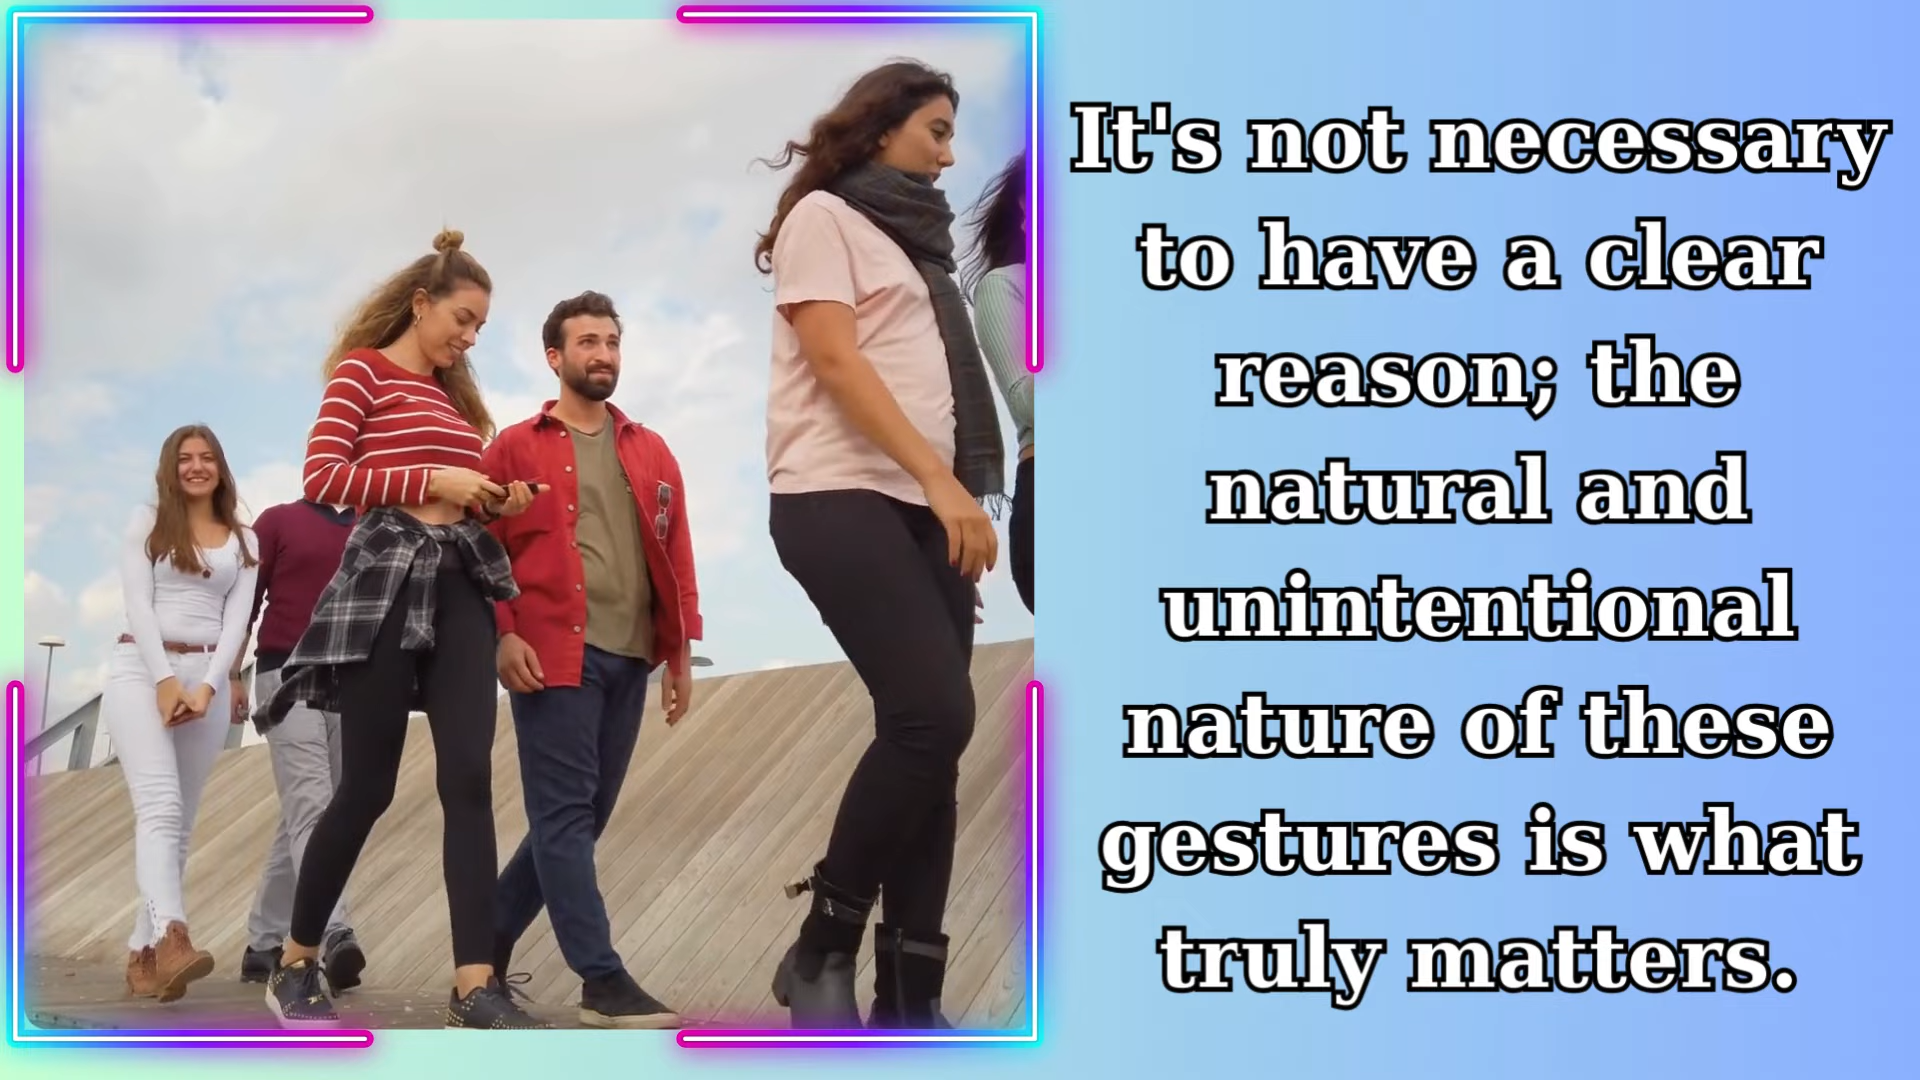 It's not necessary
to have a clear
reason; the
natural and
unintentional
nature of these
gestures is what
truly matters.